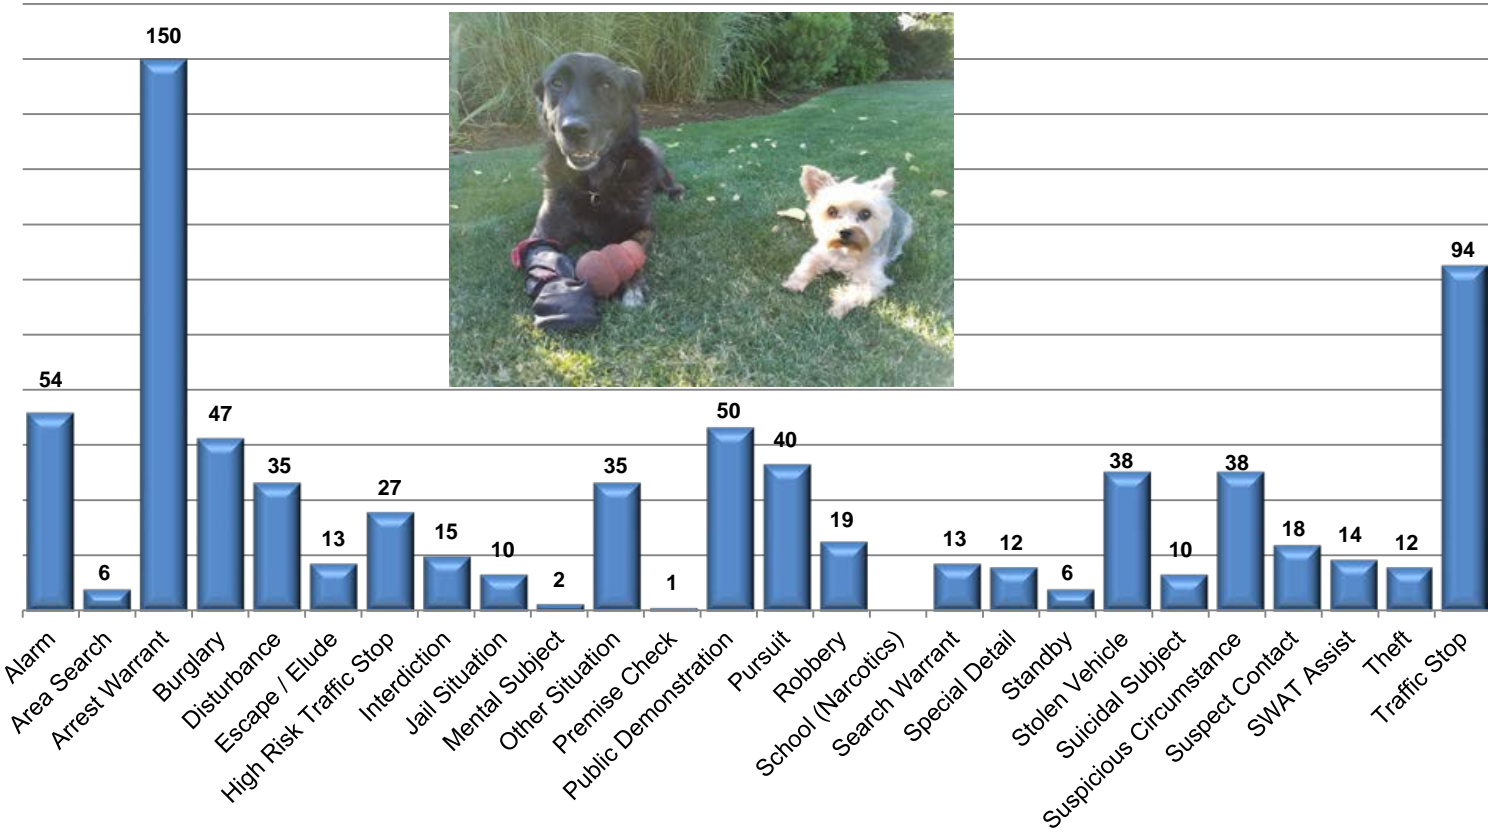 150
94
54
50
47
40
35
35
38
38
27
19
18
13
15
13
14
10
12
10
12
6
2
1
6
Alarm
Area Search
Arrest Warrant
Burglary
Disturbance
Escape / Elude
High Risk Traffic Stop
Interdiction
Jail Situation
Mental Subject
Other Situation
Premise Check
Public Demonstration
Pursuit
Robbery
School (Narcotics)
Search Warrant
Special Detail
Standby
Stolen Vehicle
Suicidal Subject
Suspicious Circumstance
Suspect Contact
SWAT Assist
Theft
Traffic Stop